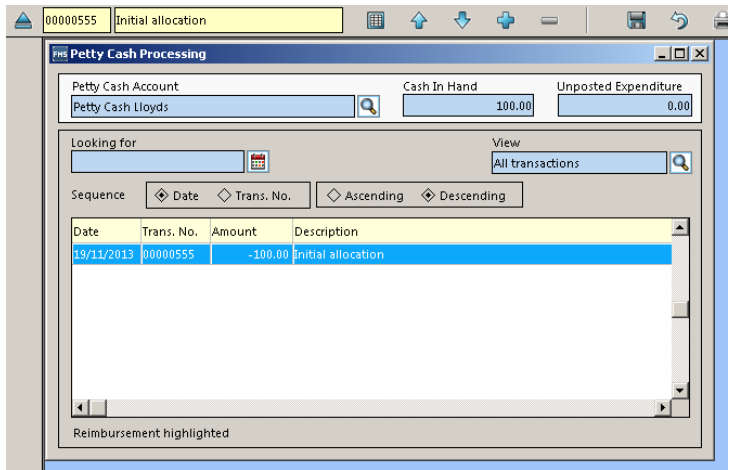 00000555 Initial allocation
FMS Petty Cash Processing
Petty Cash Account Cash In Hand Unposted Expenditure
Petty Cash Lloyds 100.00 0.00
Looking for View
All transactions
Sequence Date Trans. No. Ascending Descending
Date Trans. No. Amount Description
19/11/2013 00000555 -100.00 Initial allocation
Reimbursement highlighted